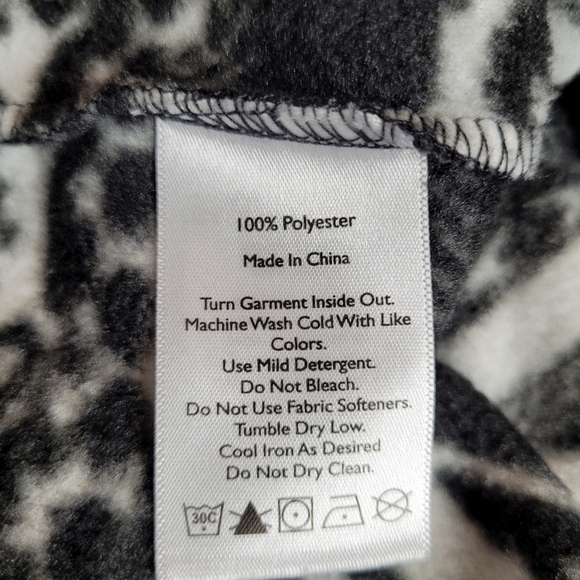 100% Polyester
Made In China
Turn Garment Inside Out.
Machine Wash Cold With Like
Colors.
Use Mild Detergent.
Do Not Bleach.
Do Not Use Fabric Softeners.
Tumble Dry Low.
Cool Iron As Desired
Do Not Dry Clean.
30C